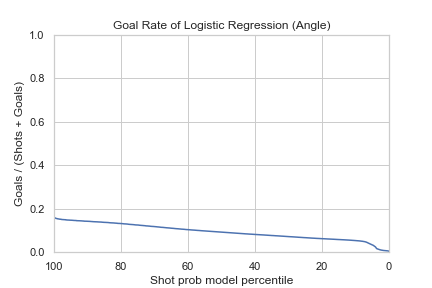 Goal Rate of Logistic Regression (Angle)
1.0
0.8
0.6
0.4
0.2
0.0
Goals / (Shots + Goals)
100 80 60 40 20 0
Shot prob model percentile